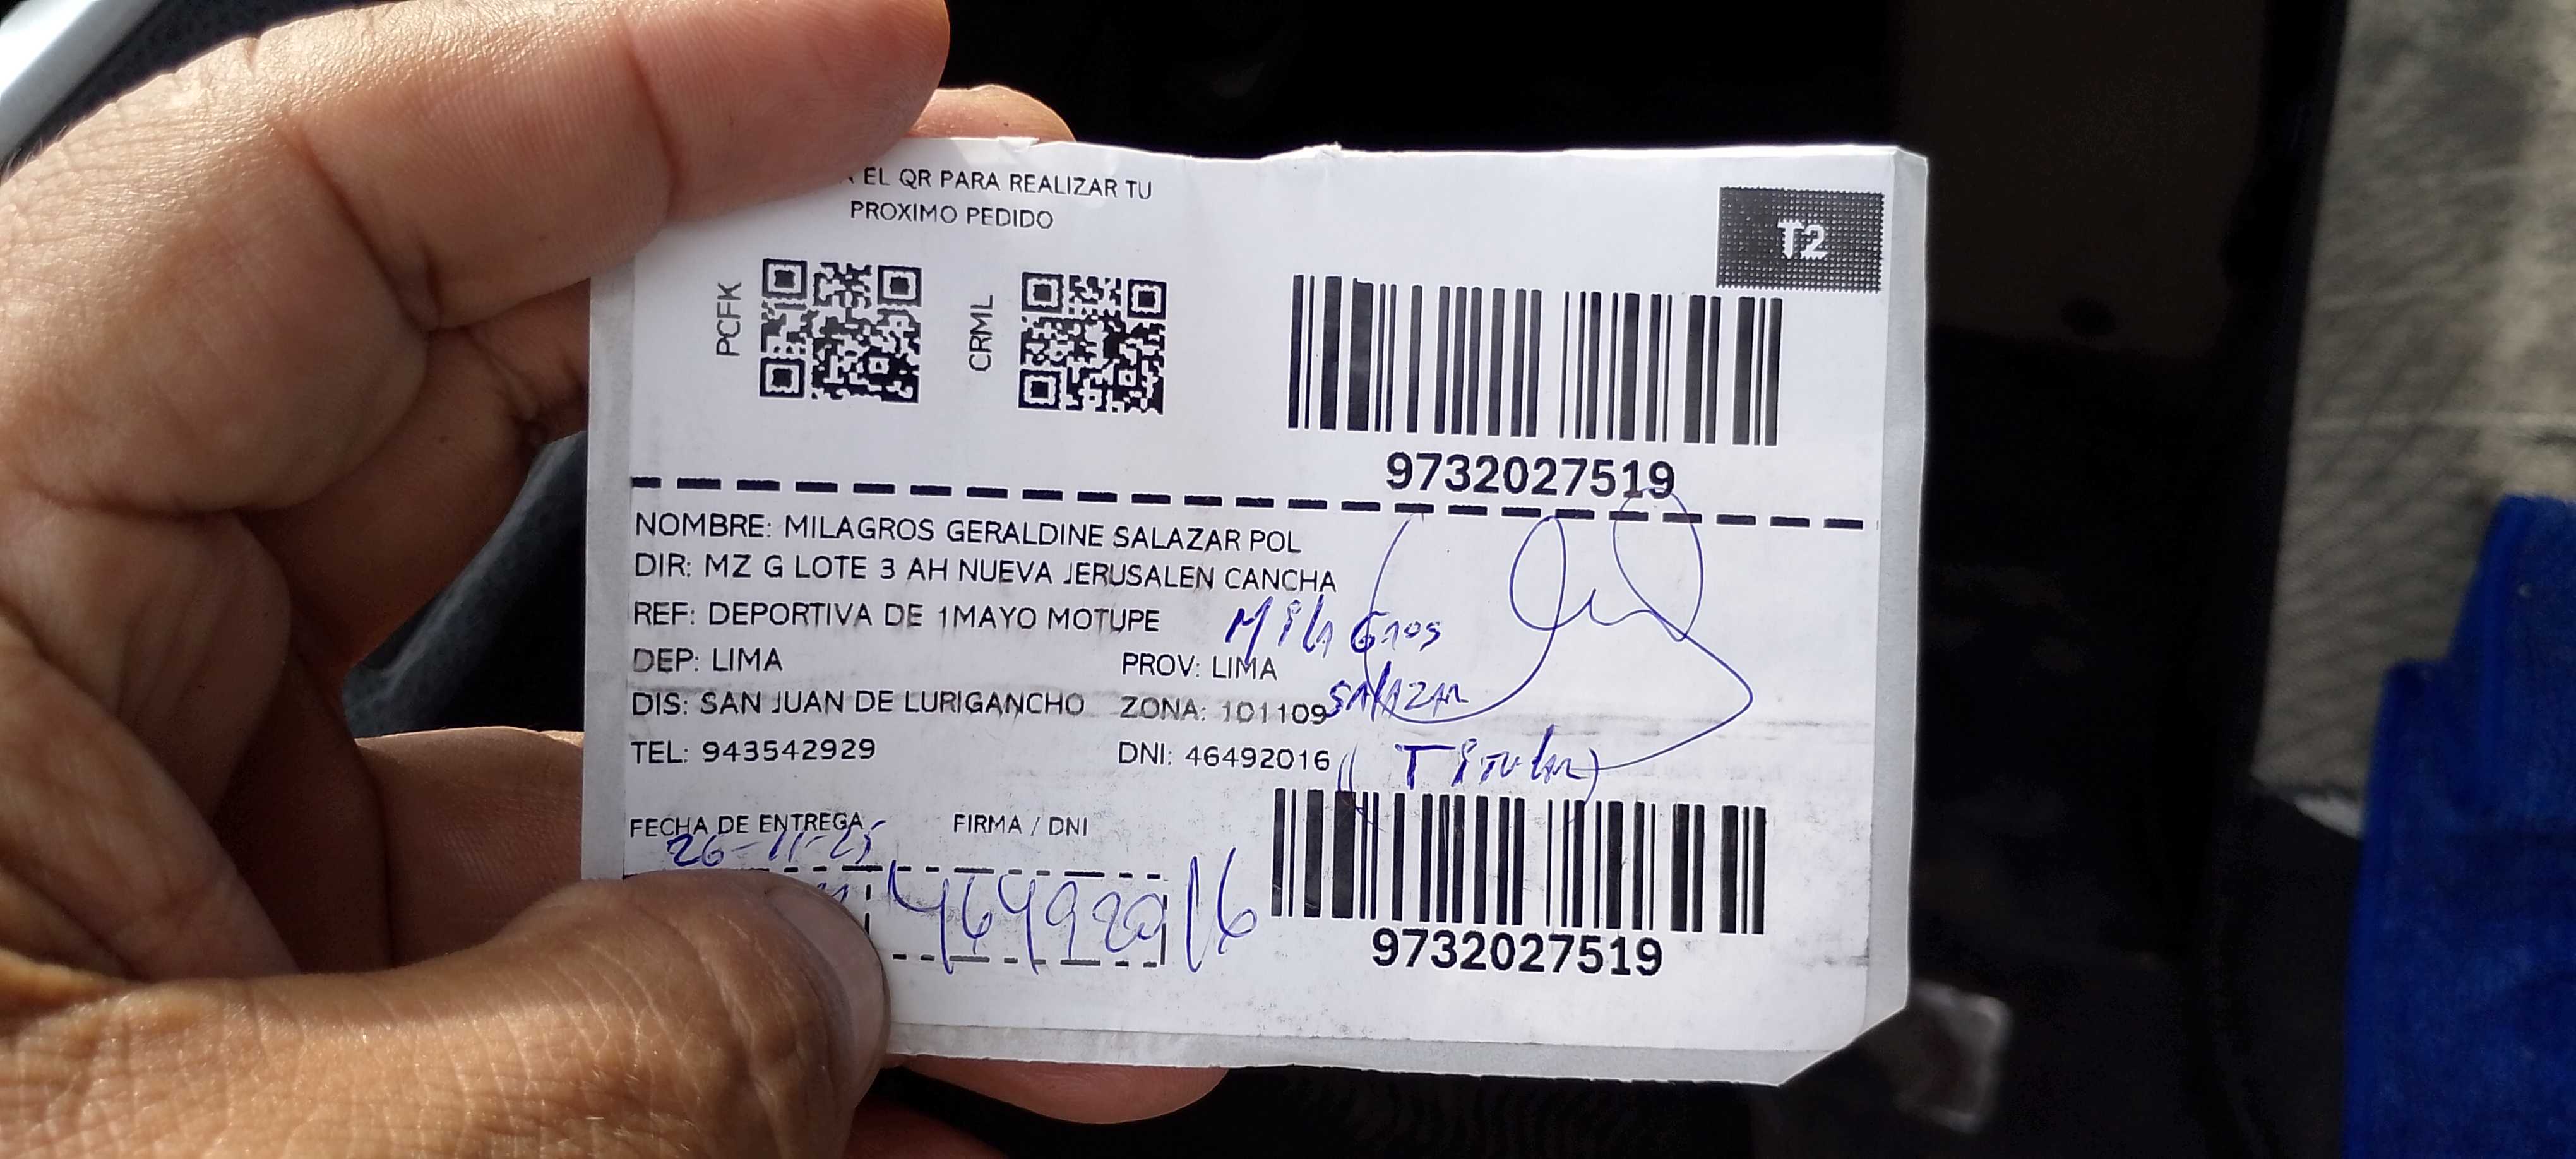 EL QR PARA REALIZAR TU
PROXIMO PEDIDO
T2
PCFK
CRML
9732027519
NOMBRE: MILAGROS GERALDINE SALAZAR POL
DIR: MZ G LOTE 3 AH NUEVA JERUSALEN CANCHA
REF: DEPORTIVA DE 1MAYO MOTUPE
Milagros
DEP: LIMA PROV: LIMA
SALAZAR
DIS: SAN JUAN DE LURIGANCHO ZONA: 101109
TEL: 943542929 DNI: 46492016
(Titular)
FECHA DE ENTREGA FIRMA / DNI
26-11-25
46492016
9732027519